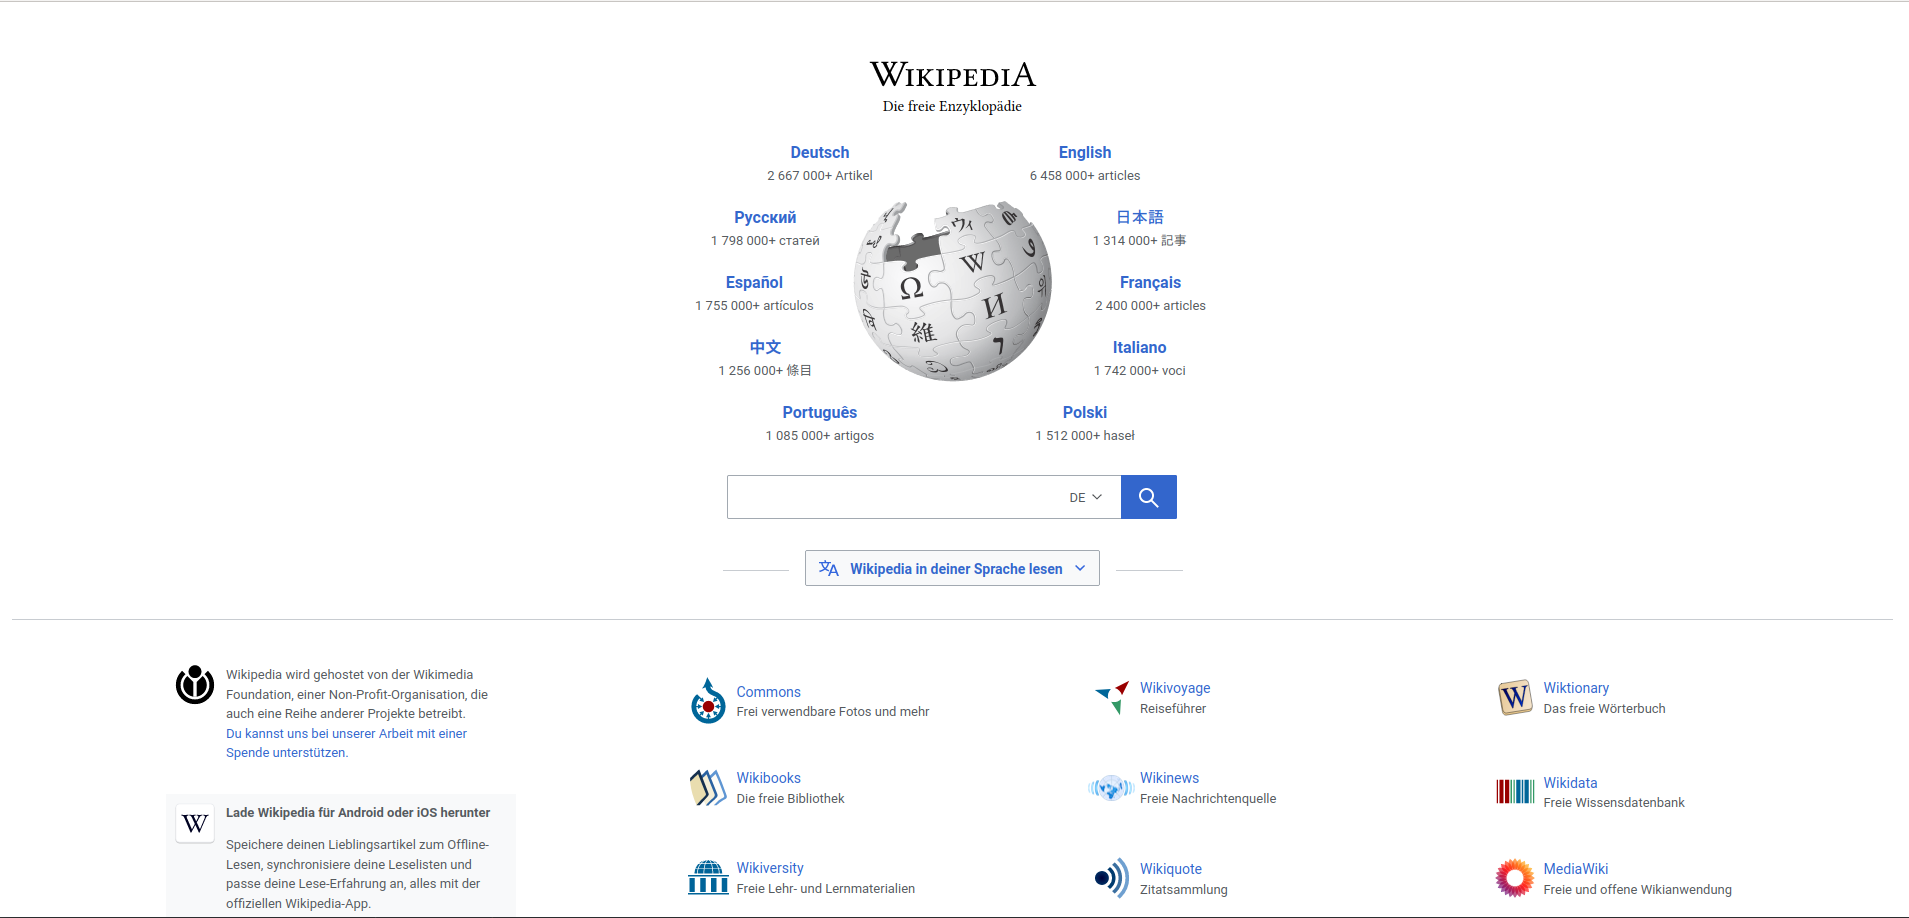 WIKIPEDIA
Die freie Enzyklopädie
Deutsch
2 667 000+ Artikel
English
6 458 000+ articles
Русский
1 798 000+ статей
日本語
1 314 000+ 記事
Español
1 755 000+ artículos
Français
2 400 000+ articles
中文
1 256 000+ 條目
Italiano
1 742 000+ voci
Português
1 085 000+ artigos
Polski
1 512 000+ haseł
Ω
W
И
維
ウィ
DE
Wikipedia in deiner Sprache lesen
Wikipedia wird gehostet von der Wikimedia
Foundation, einer Non-Profit-Organisation, die
auch eine Reihe anderer Projekte betreibt.
Du kannst uns bei unserer Arbeit mit einer
Spende unterstützen.
W
Lade Wikipedia für Android oder iOS herunter
Speichere deinen Lieblingsartikel zum Offline-
Lesen, synchronisiere deine Leselisten und
passe deine Lese-Erfahrung an, alles mit der
offiziellen Wikipedia-App.
Commons
Frei verwendbare Fotos und mehr
Wikivoyage
Reiseführer
W
Wiktionary
Das freie Wörterbuch
Wikibooks
Die freie Bibliothek
Wikinews
Freie Nachrichtenquelle
Wikidata
Freie Wissensdatenbank
Wikiversity
Freie Lehr- und Lernmaterialien
Wikiquote
Zitatsammlung
MediaWiki
Freie und offene Wikianwendung